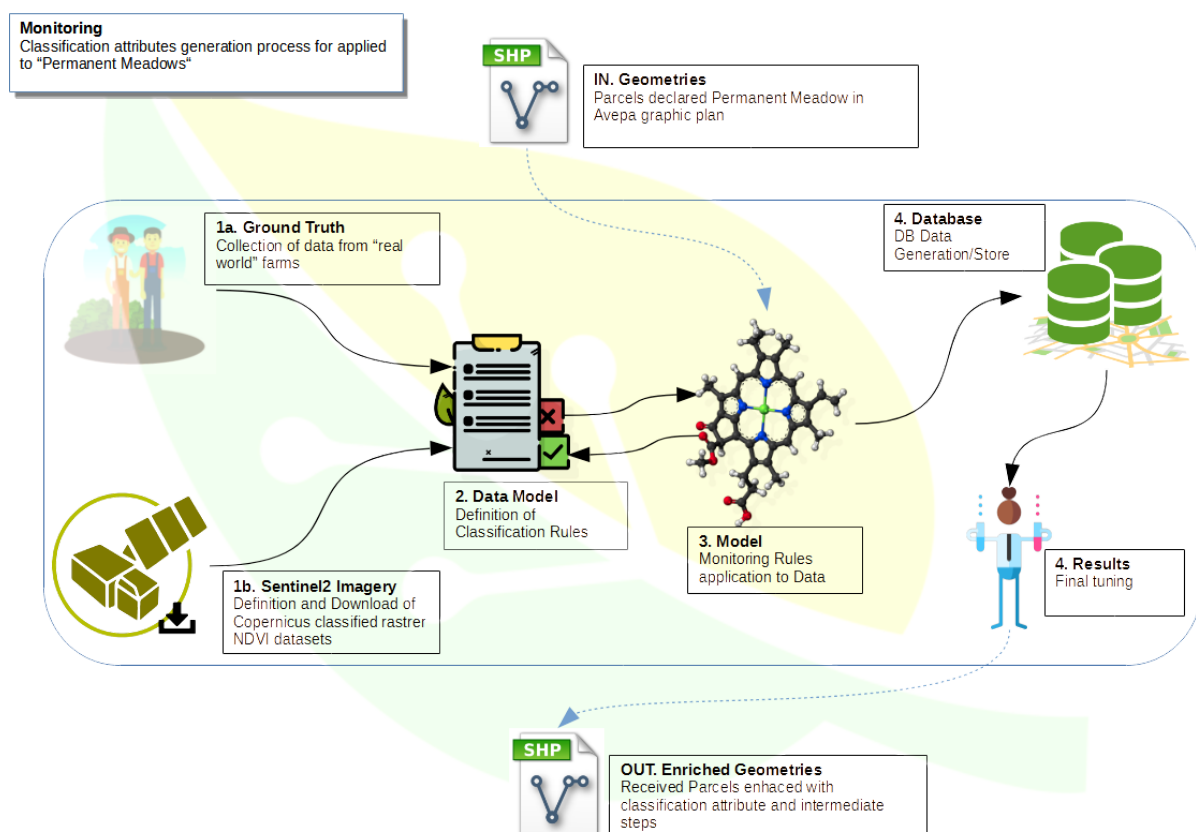 Monitoring
Classification attributes generation process for applied
to “Permanent Meadows“
SHP
IN. Geometries
Parcels declared Permanent Meadow in
Avepa graphic plan
1a. Ground Truth
Collection of data from “real
world” farms
4. Database
DB Data
Generation/Store
2. Data Model
Definition of
Classification Rules
3. Model
Monitoring Rules
application to Data
1b. Sentinel2 Imagery
Definition and Download of
Copernicus classified rastrer
NDVI datasets
4. Results
Final tuning
SHP
OUT. Enriched Geometries
Received Parcels enhaced with
classification attribute and intermediate
steps